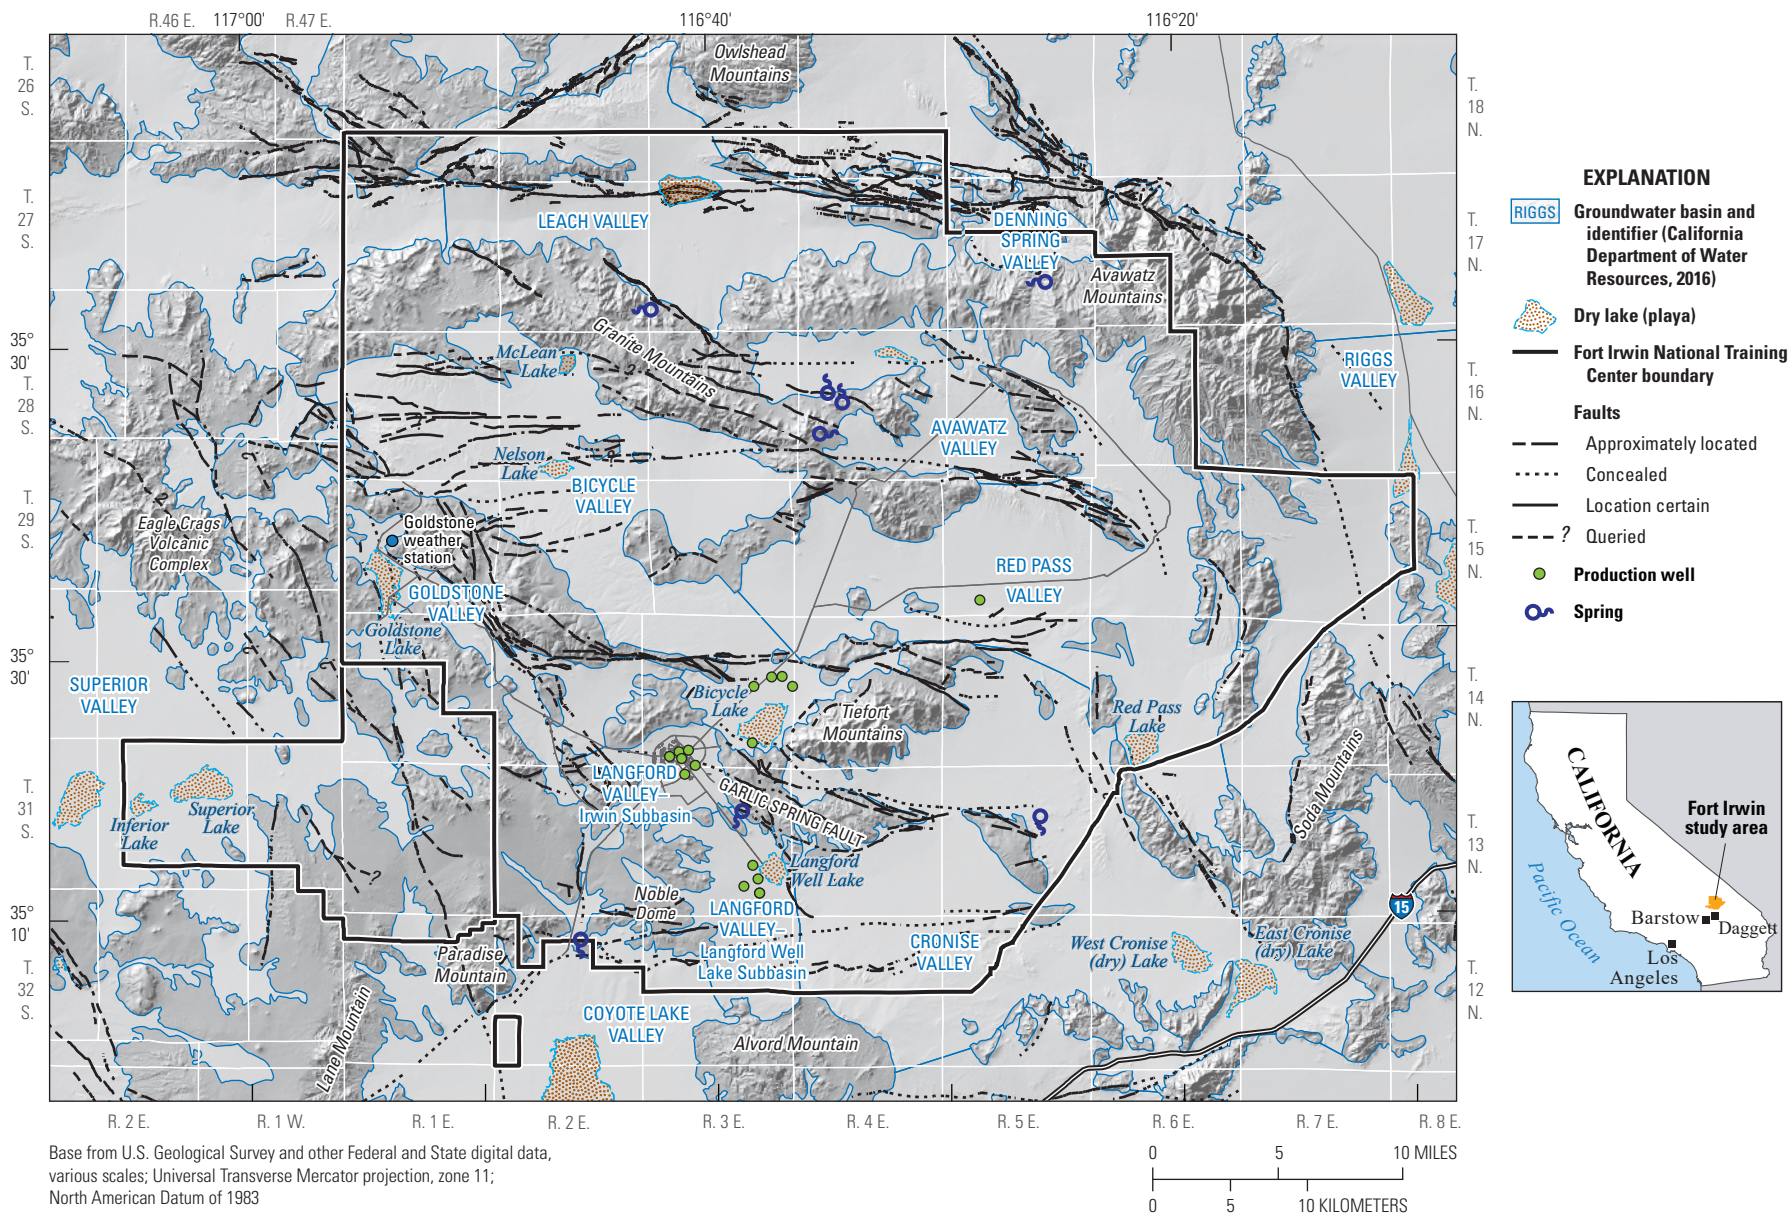 R.46 E.
117°00'
R.47 E.
116°40'
116°20'
T.
26
S.
T.
27
S.
35°
30'
T.
28
S.
T.
29
S.
35°
30'
T.
31
S.
35°
10'
T.
32
S.
T.
18
N.
T.
17
N.
T.
16
N.
T.
15
N.
T.
14
N.
T.
13
N.
T.
12
N.
Owlshead
Mountains
LEACH VALLEY
DENNING
SPRING
VALLEY
Avawatz
Mountains
McLean
Lake
Granite Mountains
?
RIGGS
VALLEY
AVAWATZ
VALLEY
Nelson
Lake
?
BICYCLE
VALLEY
?
?
Eagle Crags
Volcanic
Complex
Goldstone
weather
station
?
RED PASS
VALLEY
GOLDSTONE
VALLEY
Goldstone
Lake
?
?
SUPERIOR
VALLEY
Bicycle
Lake
Tiefort
Mountains
Red Pass
Lake
Soda Mountains
LANGFORD
VALLEY–
Irwin Subbasin
GARLIC SPRING FAULT
Superior
Lake
Inferior
Lake
?
Langford
Well Lake
Noble
Dome
LANGFORD
VALLEY–
Langford Well
Lake Subbasin
CRONISE
VALLEY
West Cronise
(dry) Lake
East Cronise
(dry) Lake
15
Paradise
Mountain
Lane Mountain
COYOTE LAKE
VALLEY
Alvord Mountain
R. 2 E.
R. 1 W.
R. 1 E.
R. 2 E.
R. 3 E.
R. 4 E.
R. 5 E.
R. 6 E.
R. 7 E.
R. 8 E.
Base from U.S. Geological Survey and other Federal and State digital data,
various scales; Universal Transverse Mercator projection, zone 11;
North American Datum of 1983
0 5 10 MILES
0 5 10 KILOMETERS
EXPLANATION
RIGGS Groundwater basin and
identifier (California
Department of Water
Resources, 2016)
Dry lake (playa)
Fort Irwin National Training
Center boundary
Faults
Approximately located
Concealed
Location certain
? Queried
Production well
Spring
CALIFORNIA
Pacific Ocean
Fort Irwin
study area
Barstow
Daggett
Los
Angeles